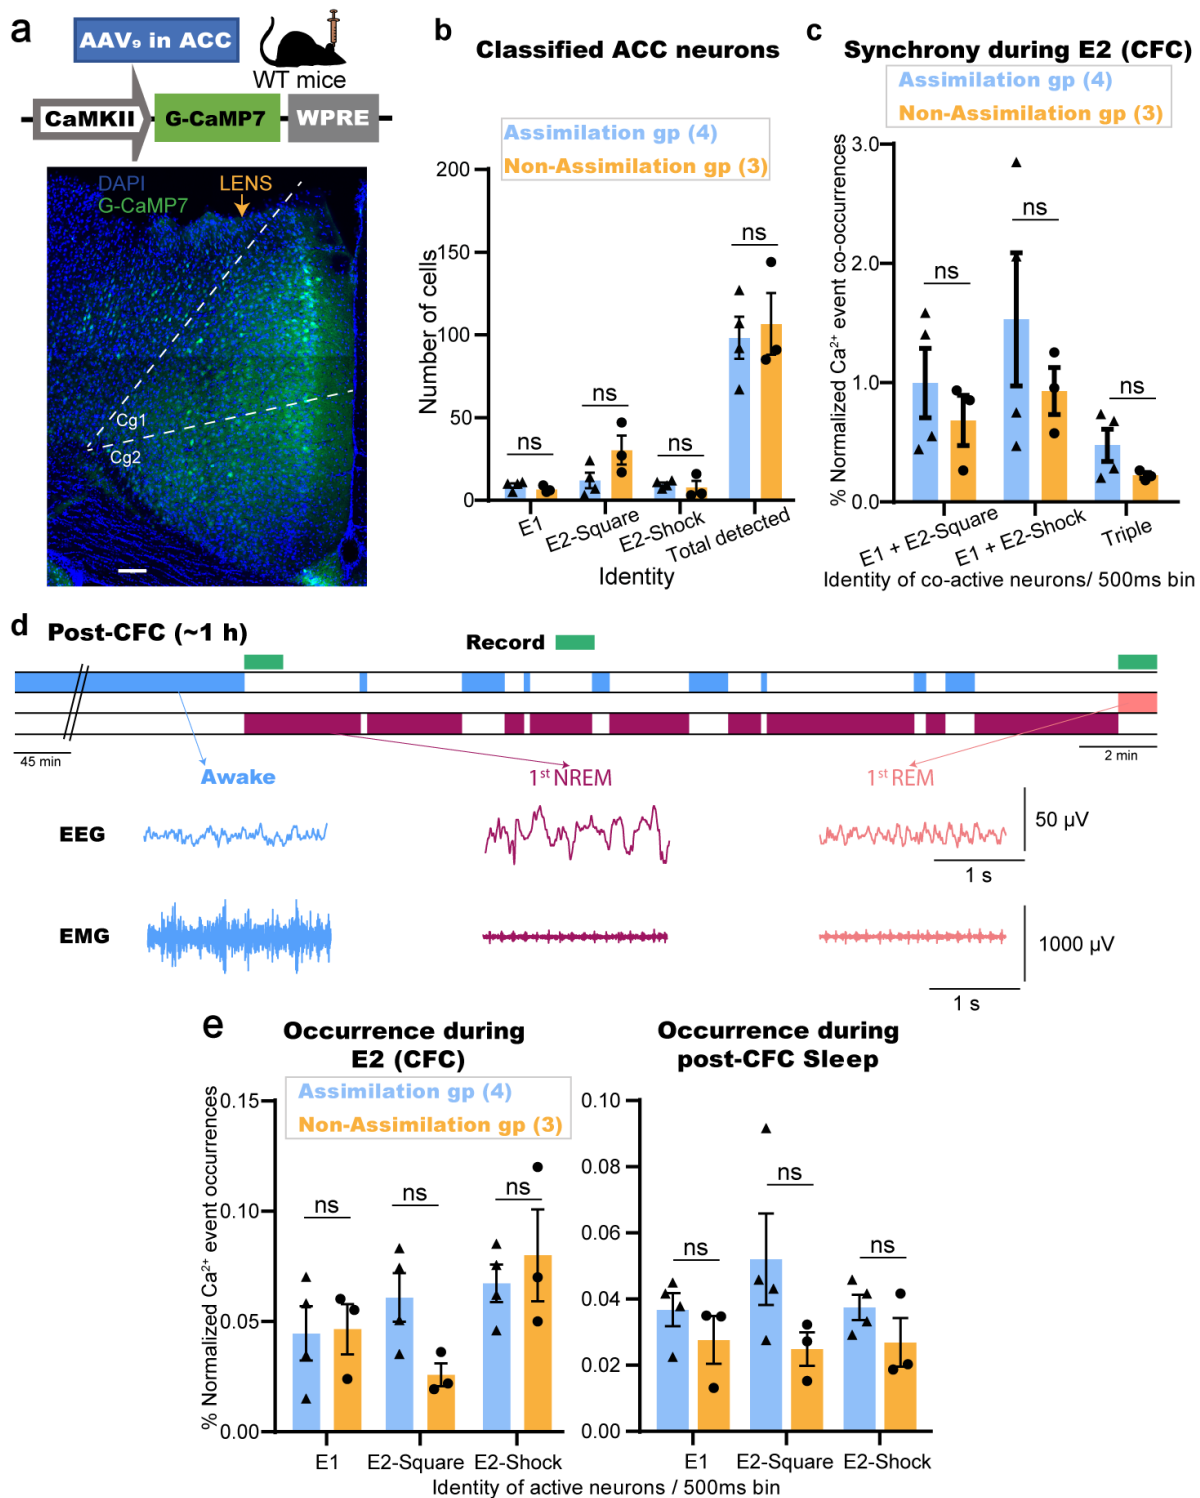 a
AAV₉ in ACC
WT mice
CaMKII
G-CaMP7
WPRE
DAPI
G-CaMP7
LENS
Cg1
Cg2
b
Classified ACC neurons
Assimilation gp (4)
Non-Assimilation gp (3)
Number of cells
200
150
100
50
0
ns
ns
ns
ns
E1
E2-Square
E2-Shock
Total detected
Identity
c
Synchrony during E2 (CFC)
Assimilation gp (4)
Non-Assimilation gp (3)
% Normalized Ca²⁺ event co-occurrences
3.0
2.0
1.0
0.0
ns
ns
ns
E1 + E2-Square
E1 + E2-Shock
Triple
Identity of co-active neurons/ 500ms bin
d
Post-CFC (~1 h)
Record
45 min
2 min
Awake
1st NREM
1st REM
EEG
50 µV
1 s
EMG
1000 µV
1 s
e
Occurrence during
E2 (CFC)
Assimilation gp (4)
Non-Assimilation gp (3)
% Normalized Ca²⁺ event occurrences
0.15
0.10
0.05
0.00
ns
ns
ns
E1
E2-Square
E2-Shock
Occurrence during
post-CFC Sleep
0.10
0.08
0.06
0.04
0.02
0.00
ns
ns
ns
E1
E2-Square
E2-Shock
Identity of active neurons / 500ms bin